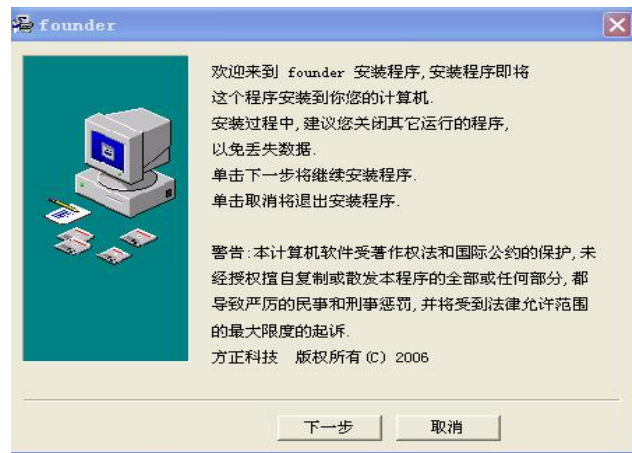 founder
欢迎来到 founder 安装程序,安装程序即将
这个程序安装到你您的计算机.
安装过程中,建议您关闭其它运行的程序,
以免丢失数据.
单击下一步将继续安装程序.
单击取消将退出安装程序.
警告:本计算机软件受著作权法和国际公约的保护,未
经授权擅自复制或散发本程序的全部或任何部分,都
导致严厉的民事和刑事惩罚,并将受到法律允许范围
的最大限度的起诉.
方正科技 版权所有(C) 2006
下一步
取消